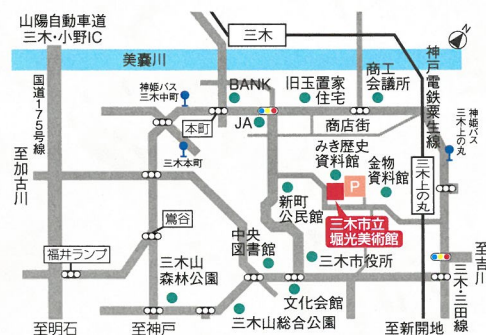 山陽自動車道
三木・小野IC
三木
N
美嚢川
国道175号線
神姫バス
三木中町
BANK
旧玉置家
住宅
商工
会議所
神戸電鉄粟生線
神姫バス
三木上の丸
本町
JA
商店街
三木本町
みき歴史
資料館
金物
資料館
P
三木上の丸
至加古川
新町
公民館
三木市立
堀光美術館
鶯谷
福井ランプ
中央
図書館
三木市役所
至吉川
三木・三田線
三木山
森林公園
文化会館
三木山総合公園
至明石
至神戸
至新開地